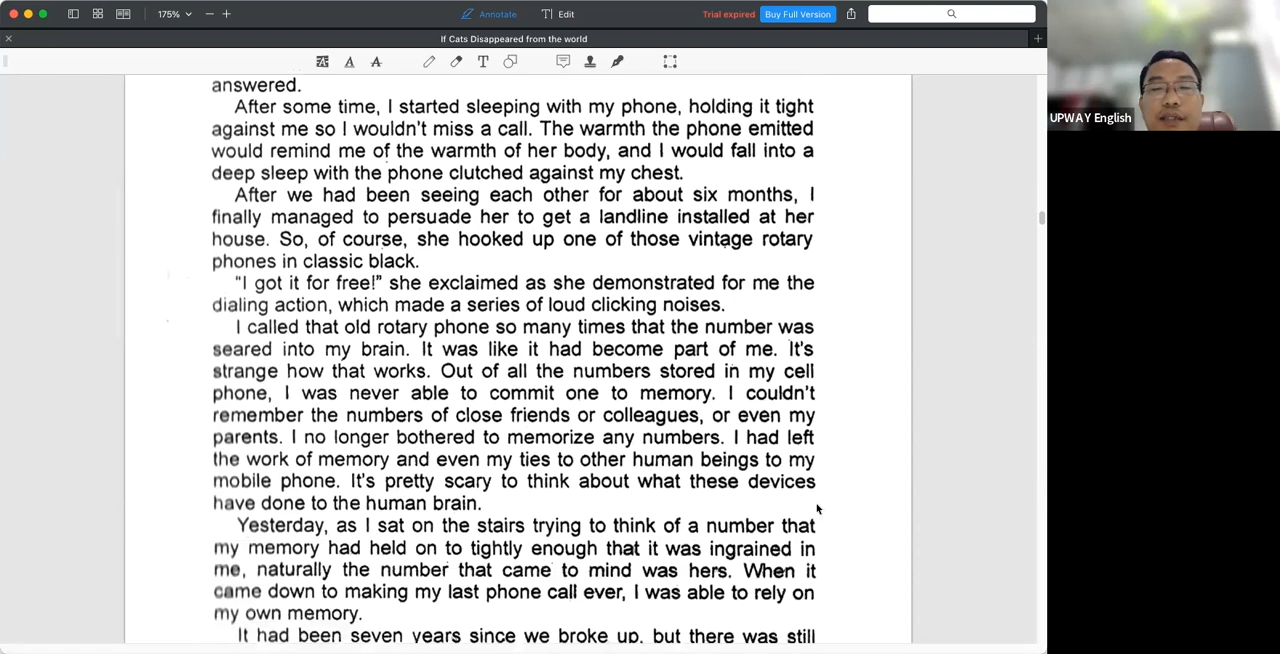 175%
Annotate
Edit
Trial expired
Buy Full Version
If Cats Disappeared from the world
answered.
After some time, I started sleeping with my phone, holding it tight
against me so I wouldn't miss a call. The warmth the phone emitted
would remind me of the warmth of her body, and I would fall into a
deep sleep with the phone clutched against my chest.
After we had been seeing each other for about six months, I
finally managed to persuade her to get a landline installed at her
house. So, of course, she hooked up one of those vintage rotary
phones in classic black.
"I got it for free!" she exclaimed as she demonstrated for me the
dialing action, which made a series of loud clicking noises.
I called that old rotary phone so many times that the number was
seared into my brain. It was like it had become part of me. It's
strange how that works. Out of all the numbers stored in my cell
phone, I was never able to commit one to memory. I couldn't
remember the numbers of close friends or colleagues, or even my
parents. I no longer bothered to memorize any numbers. I had left
the work of memory and even my ties to other human beings to my
mobile phone. It's pretty scary to think about what these devices
have done to the human brain.
Yesterday, as I sat on the stairs trying to think of a number that
my memory had held on to tightly enough that it was ingrained in
me, naturally the number that came to mind was hers. When it
came down to making my last phone call ever, I was able to rely on
my own memory.
It had been seven years since we broke up, but there was still
UPWAY English